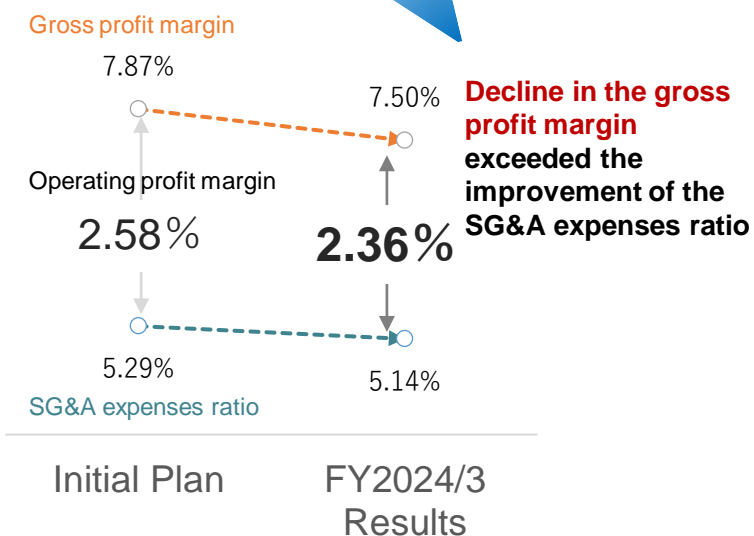 Gross profit margin
7.87%
7.50%
Decline in the gross
profit margin
exceeded the
improvement of the
SG&A expenses ratio
Operating profit margin
2.58%
2.36%
5.29%
5.14%
SG&A expenses ratio
Initial Plan
FY2024/3
Results